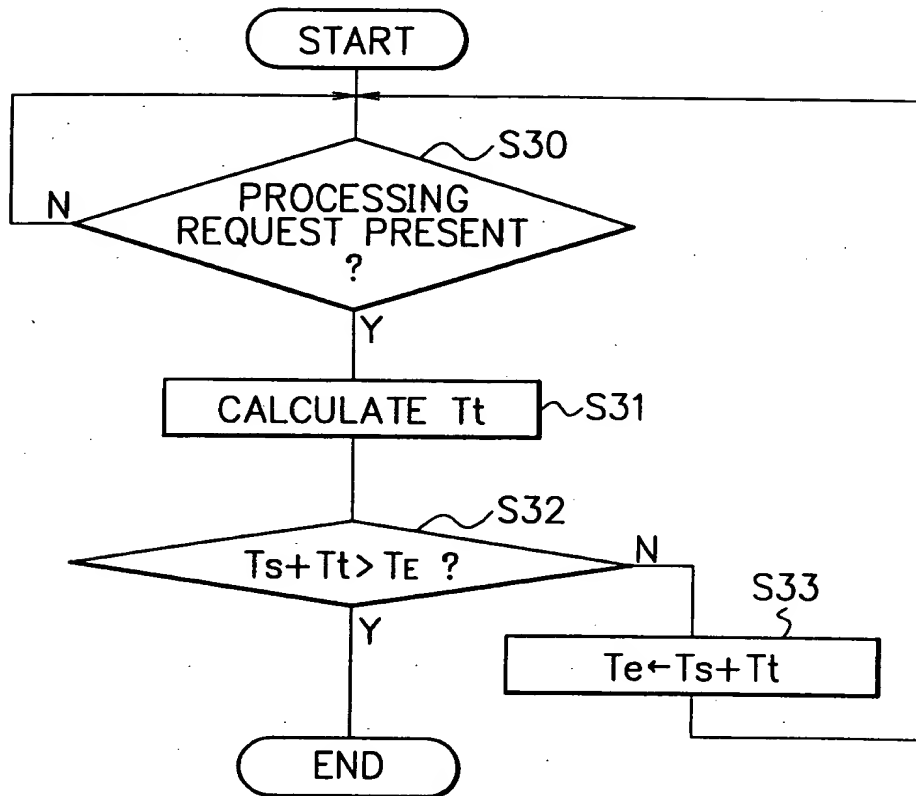 START
S30
N
PROCESSING
REQUEST PRESENT
?
Y
CALCULATE Tt
S31
S32
Ts+Tt>TE ?
N
Y
S33
Te←Ts+Tt
END